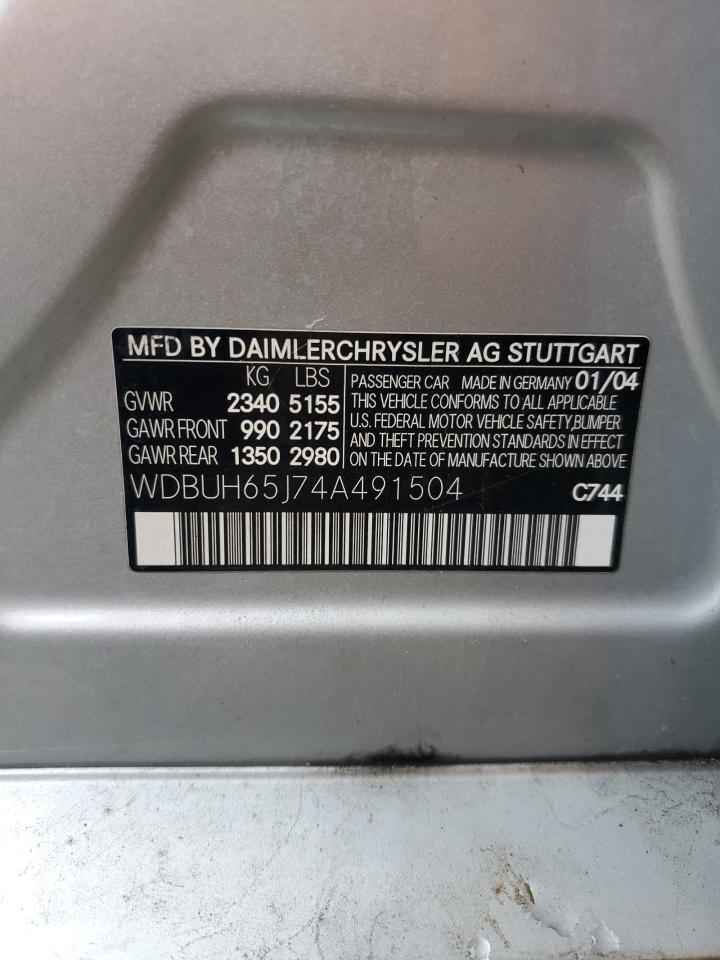 MFD BY DAIMLERCHRYSLER AG STUTTGART
KG LBS
GVWR 2340 5155
GAWR FRONT 990 2175
GAWR REAR 1350 2980
PASSENGER CAR MADE IN GERMANY 01/04
THIS VEHICLE CONFORMS TO ALL APPLICABLE
U.S. FEDERAL MOTOR VEHICLE SAFETY, BUMPER
AND THEFT PREVENTION STANDARDS IN EFFECT
ON THE DATE OF MANUFACTURE SHOWN ABOVE
WDBUH65J74A491504 C744